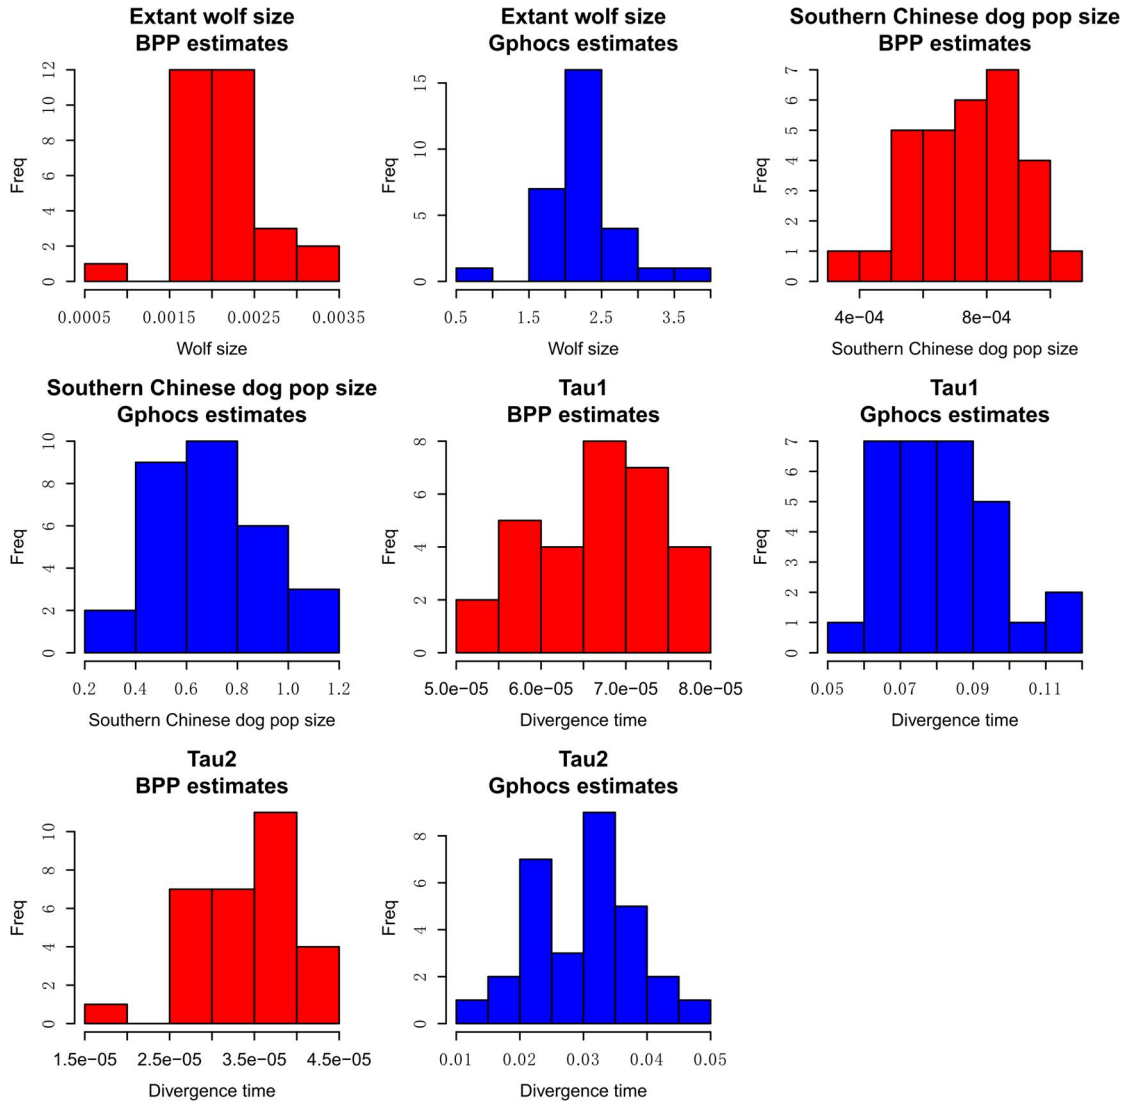 Extant wolf size
BPP estimates
Freq
0 2 4 6 8 10 12
0.0005 0.0015 0.0025 0.0035
Wolf size
Extant wolf size
Gphocs estimates
Freq
0 5 10 15
0.5 1.5 2.5 3.5
Wolf size
Southern Chinese dog pop size
BPP estimates
Freq
0 1 2 3 4 5 6 7
4e−04 8e−04
Southern Chinese dog pop size
Southern Chinese dog pop size
Gphocs estimates
Freq
0 2 4 6 8 10
0.2 0.4 0.6 0.8 1.0 1.2
Southern Chinese dog pop size
Tau1
BPP estimates
Freq
0 2 4 6 8
5.0e−05 6.0e−05 7.0e−05 8.0e−05
Divergence time
Tau1
Gphocs estimates
Freq
0 1 2 3 4 5 6 7
0.05 0.07 0.09 0.11
Divergence time
Tau2
BPP estimates
Freq
0 2 4 6 8 10
1.5e−05 2.5e−05 3.5e−05 4.5e−05
Divergence time
Tau2
Gphocs estimates
Freq
0 2 4 6 8
0.01 0.02 0.03 0.04 0.05
Divergence time